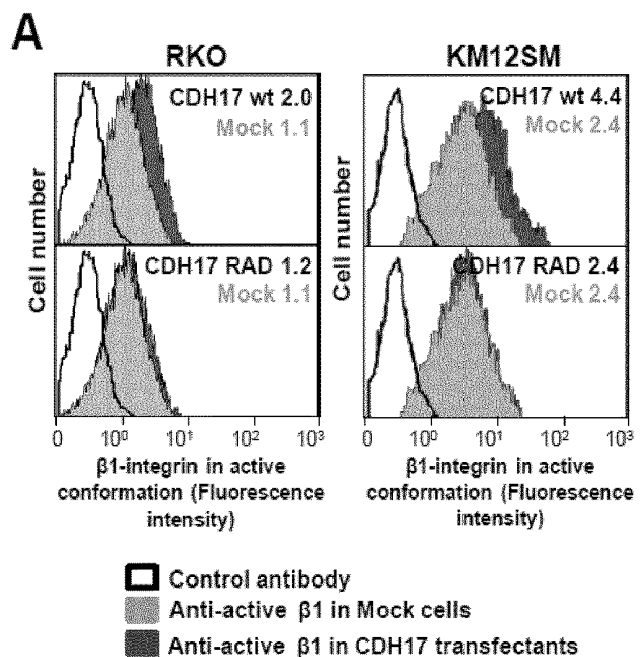 A
RKO
KM12SM
CDH17 wt 2.0
Mock 1.1
CDH17 wt 4.4
Mock 2.4
Cell number
Cell number
CDH17 RAD 1.2
Mock 1.1
CDH17 RAD 2.4
Mock 2.4
0 10⁰ 10¹ 10² 10³
0 10⁰ 10¹ 10² 10³
β1-integrin in active
conformation (Fluorescence
intensity)
β1-integrin in active
conformation (Fluorescence
intensity)
Control antibody
Anti-active β1 in Mock cells
Anti-active β1 in CDH17 transfectants